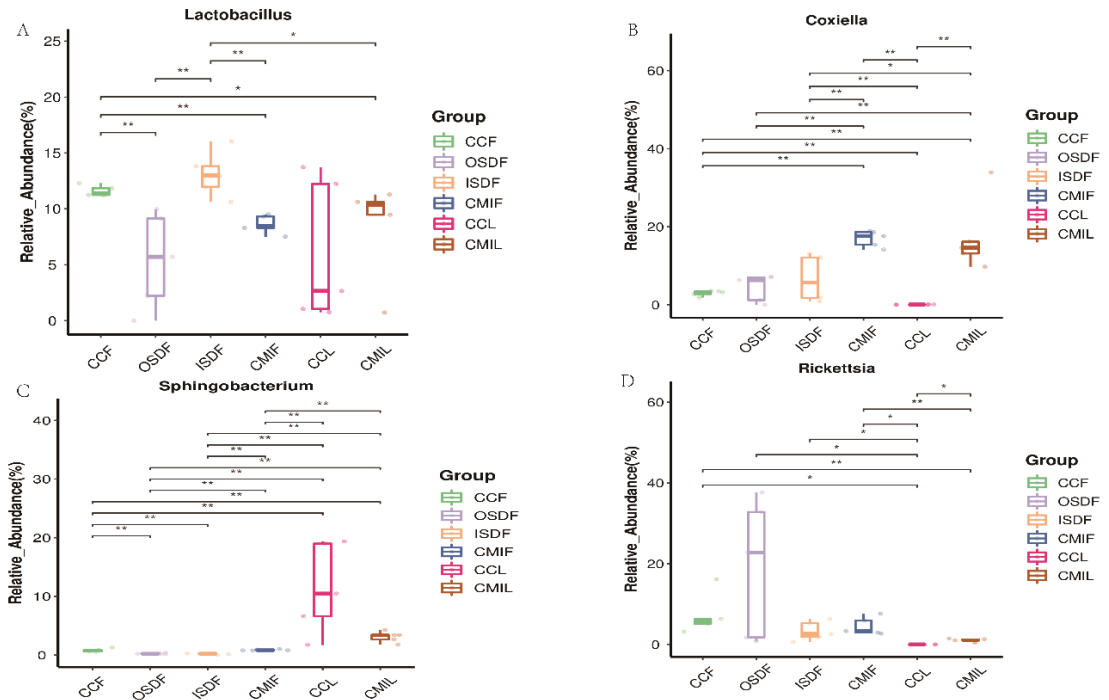 A
Lactobacillus
Relative_Abundance(%)
25
20
15
10
5
0
*
**
**
*
**
**
CCF
OSDF
ISDF
CMIF
CCL
CMIL
Group
CCF
OSDF
ISDF
CMIF
CCL
CMIL
B
Coxiella
Relative_Abundance(%)
60
40
20
0
**
**
*
**
**
**
**
**
**
**
CCF
OSDF
ISDF
CMIF
CCL
CMIL
Group
CCF
OSDF
ISDF
CMIF
CCL
CMIL
C
Sphingobacterium
Relative_Abundance(%)
40
30
20
10
0
**
**
**
**
**
**
**
**
**
**
**
**
CCF
OSDF
ISDF
CMIF
CCL
CMIL
Group
CCF
OSDF
ISDF
CMIF
CCL
CMIL
D
Rickettsia
Relative_Abundance(%)
60
40
20
0
*
**
*
*
*
**
*
CCF
OSDF
ISDF
CMIF
CCL
CMIL
Group
CCF
OSDF
ISDF
CMIF
CCL
CMIL